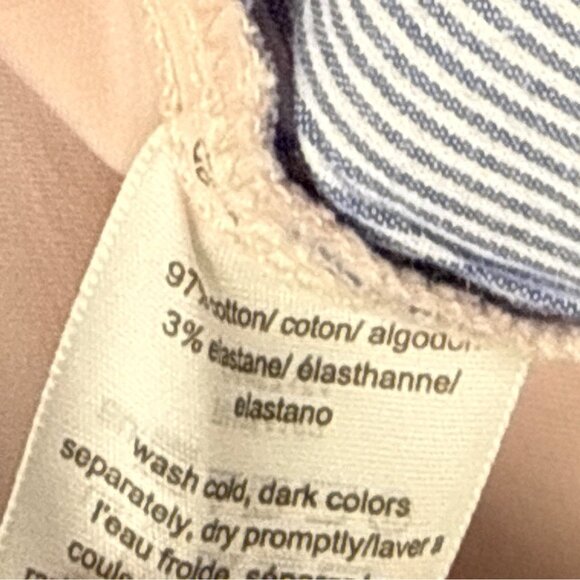 97% cotton/ coton/ algodon
3% elastane/ élasthanne/
elastano
wash cold, dark colors
separately, dry promptly/laver à
l'eau froide,